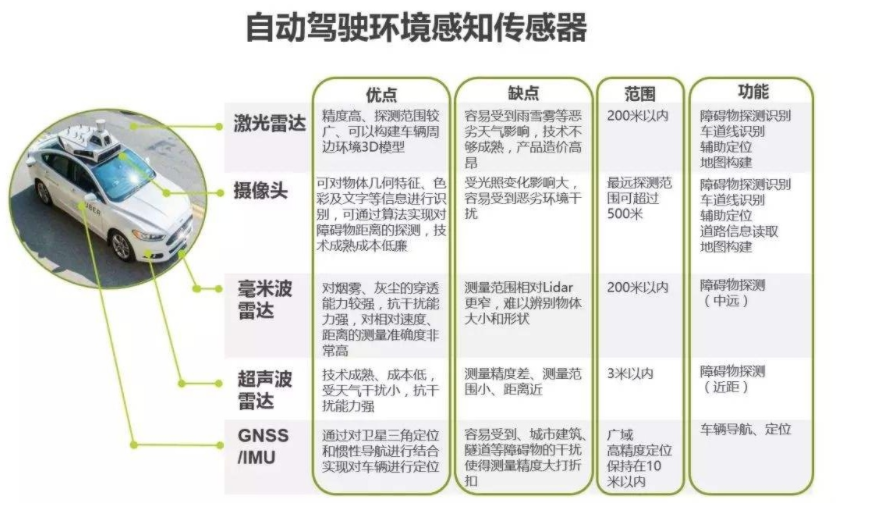 自动驾驶环境感知传感器
优点
缺点
范围
功能
激光雷达
精度高、探测范围较
广、可以构建车辆周
边环境3D模型
容易受到雨雪雾等恶
劣天气影响，技术不
够成熟，产品造价高
昂
200米以内
障碍物探测识别
车道线识别
辅助定位
地图构建
摄像头
可对物体几何特征、色
彩及文字等信息进行识
别，可通过算法实现对
障碍物距离的探测，技
术成熟成本低廉
受光照变化影响大，
容易受到恶劣环境干
扰
最远探测范
围可超过
500米
障碍物探测识别
车道线识别
辅助定位
道路信息读取
地图构建
毫米波
雷达
对烟雾、灰尘的穿透
能力较强，抗干扰能
力强，对相对速度、
距离的测量准确度非
常高
测量范围相对Lidar
更窄，难以辨别物体
大小和形状
200米以内
障碍物探测
（中远）
超声波
雷达
技术成熟、成本低，
受天气干扰小，抗干
扰能力强
测量精度差、测量范
围小、距离近
3米以内
障碍物探测
（近距）
GNSS
/IMU
通过对卫星三角定位
和惯性导航进行结合
实现对车辆进行定位
容易受到、城市建筑、
隧道等障碍物的干扰
使得测量精度大打折
扣
广域
高精度定位
保持在10
米以内
车辆导航、定位
UBER